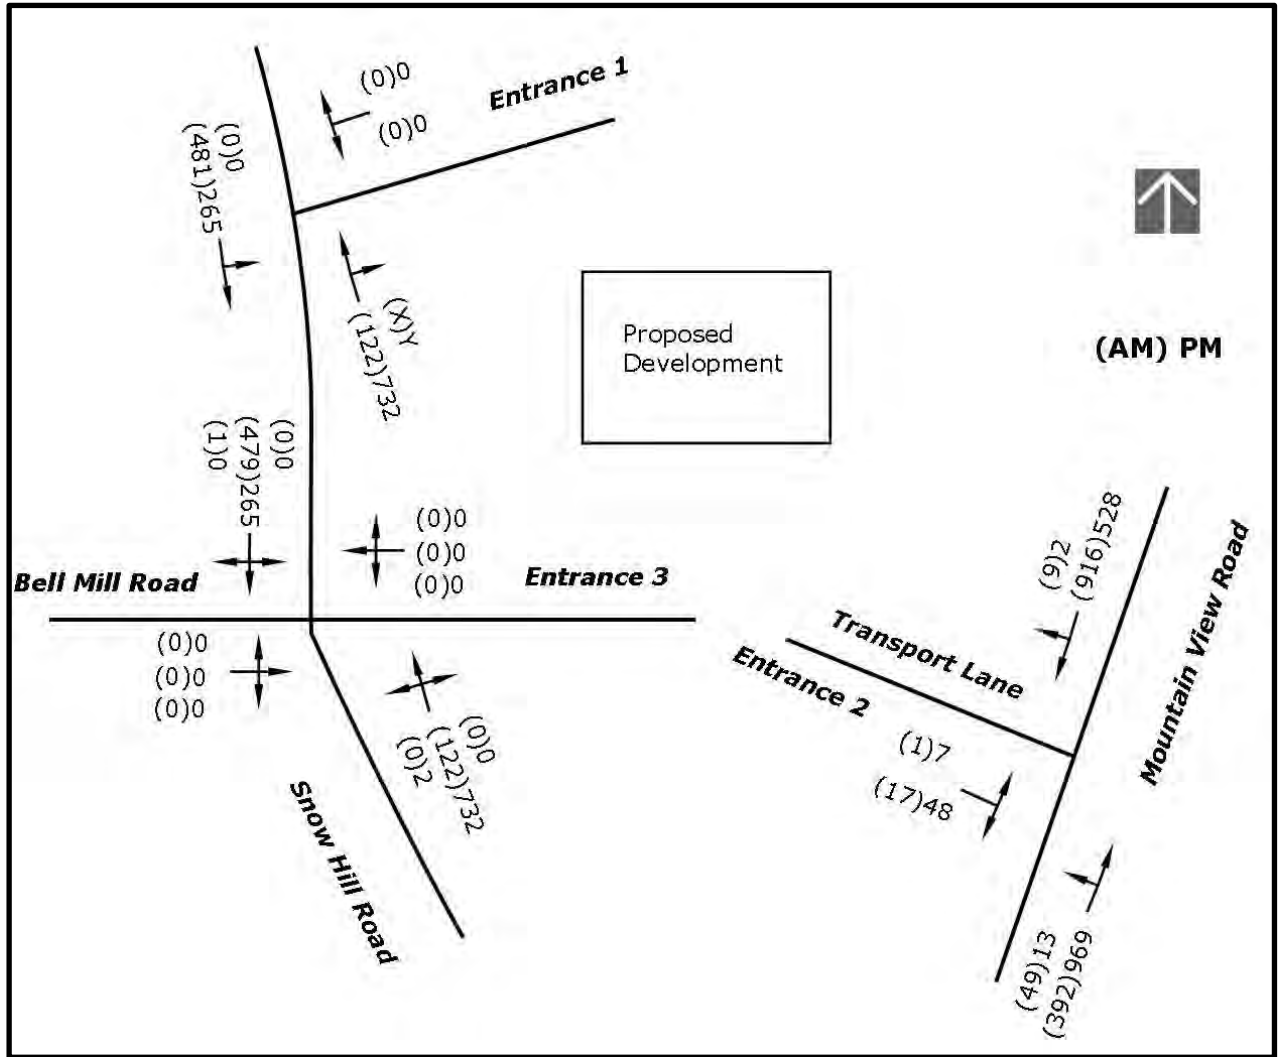 (0)0
(0)0
Entrance 1
(0)0
(481)265
(X)Y
(122)732
Proposed
Development
(AM) PM
(0)0
(479)265
(1)0
(0)0
(0)0
(0)0
Bell Mill Road
Entrance 3
(0)0
(0)0
(0)0
(0)0
(122)732
(0)2
Snow Hill Road
(9)2
(916)528
Transport Lane
Entrance 2
Mountain View Road
(1)7
(17)48
(49)13
(392)969